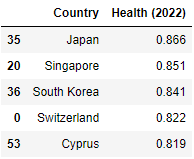 Country Health (2022)
35 Japan 0.866
20 Singapore 0.851
36 South Korea 0.841
0 Switzerland 0.822
53 Cyprus 0.819